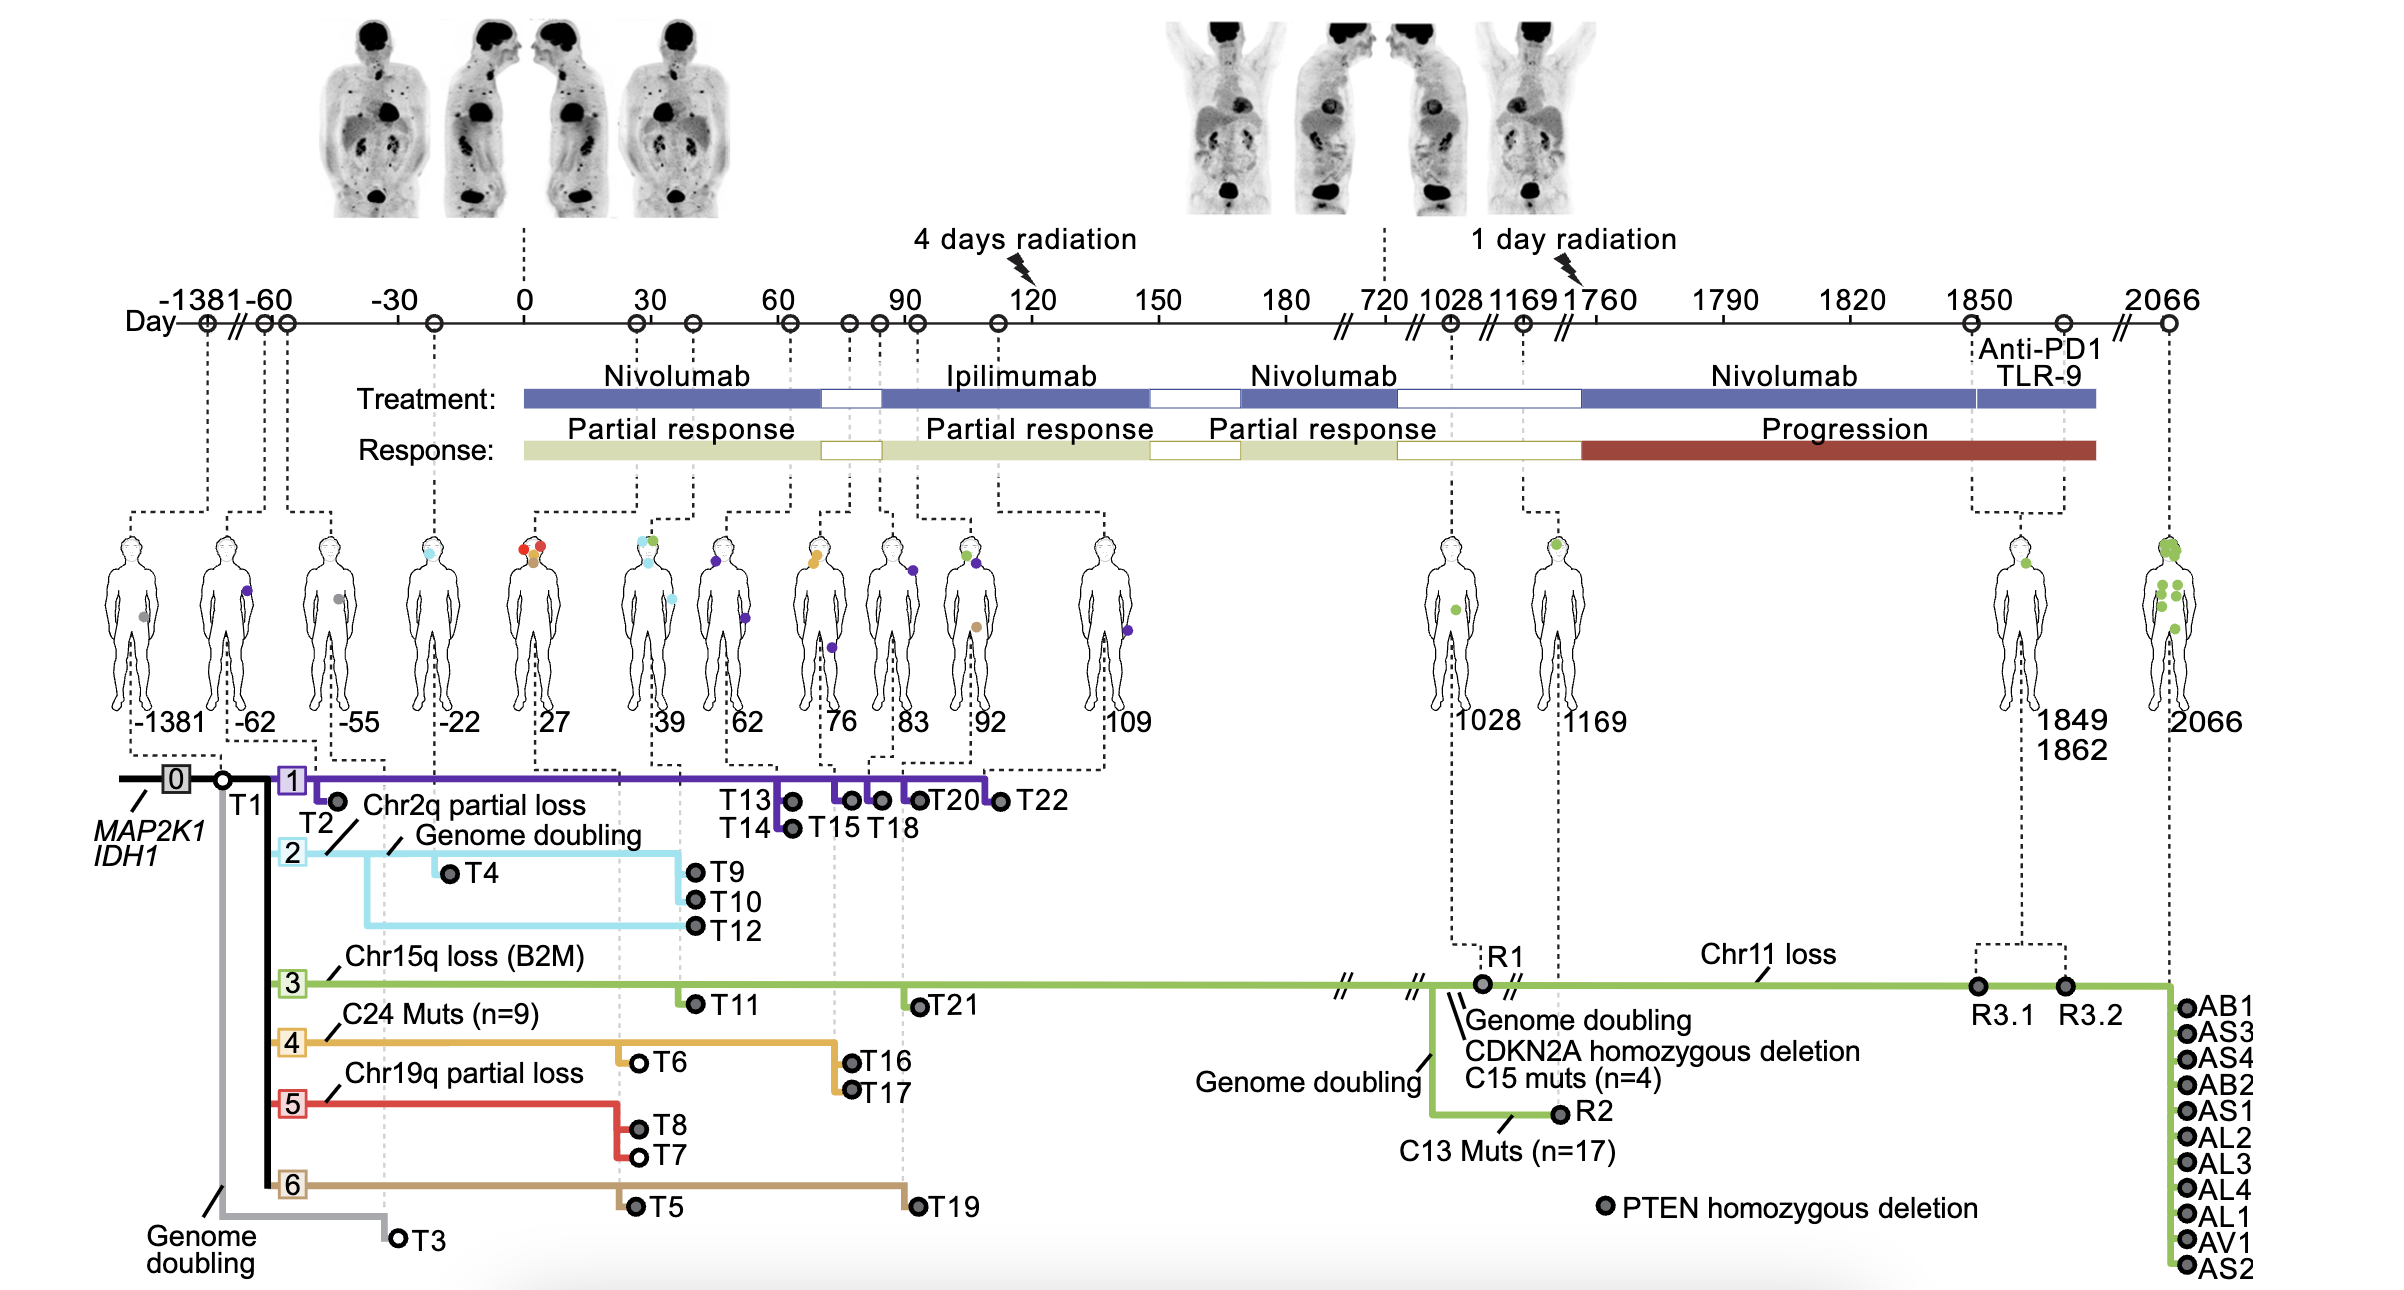 4 days radiation
1 day radiation
-1381 -60 -30 0 30 60 90 120 150 180 720 1028 1169 1760 1790 1820 1850 2066
Day
Anti-PD1
TLR-9
Treatment: Nivolumab Ipilimumab Nivolumab Nivolumab
Response: Partial response Partial response Partial response Progression
-1381 -62 -55 -22 27 39 62 76 83 92 109 1028 1169 1849 2066
1862
0 T1 1
MAP2K1
IDH1
T2
T13 T15 T18 T20 T22
T14
Chr2q partial loss
Genome doubling
2
T4
T9
T10
T12
Chr15q loss (B2M)
3
T11 T21
R1
Chr11 loss
R3.1 R3.2
Genome doubling
CDKN2A homozygous deletion
C15 muts (n=4)
Genome doubling
R2
C13 Muts (n=17)
C24 Muts (n=9)
4
T6
T16
T17
Chr19q partial loss
5
T8
T7
6
T5 T19
Genome
doubling
T3
PTEN homozygous deletion
AB1
AS3
AS4
AB2
AS1
AL2
AL3
AL4
AL1
AV1
AS2